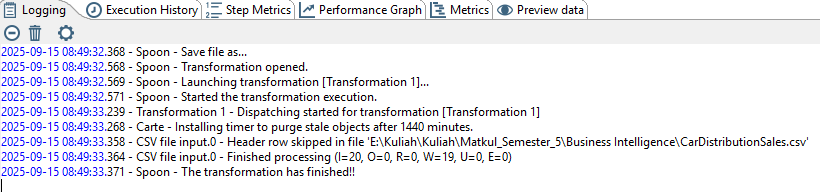 Logging Execution History Step Metrics Performance Graph Metrics Preview data
2025-09-15 08:49:32.368 - Spoon - Save file as...
2025-09-15 08:49:32.568 - Spoon - Transformation opened.
2025-09-15 08:49:32.569 - Spoon - Launching transformation [Transformation 1]...
2025-09-15 08:49:32.571 - Spoon - Started the transformation execution.
2025-09-15 08:49:33.239 - Transformation 1 - Dispatching started for transformation [Transformation 1]
2025-09-15 08:49:33.268 - Carte - Installing timer to purge stale objects after 1440 minutes.
2025-09-15 08:49:33.358 - CSV file input.0 - Header row skipped in file 'E:\Kuliah\Kuliah\Matkul_Semester_5\Business Intelligence\CarDistributionSales.csv'
2025-09-15 08:49:33.364 - CSV file input.0 - Finished processing (I=20, O=0, R=0, W=19, U=0, E=0)
2025-09-15 08:49:33.371 - Spoon - The transformation has finished!!